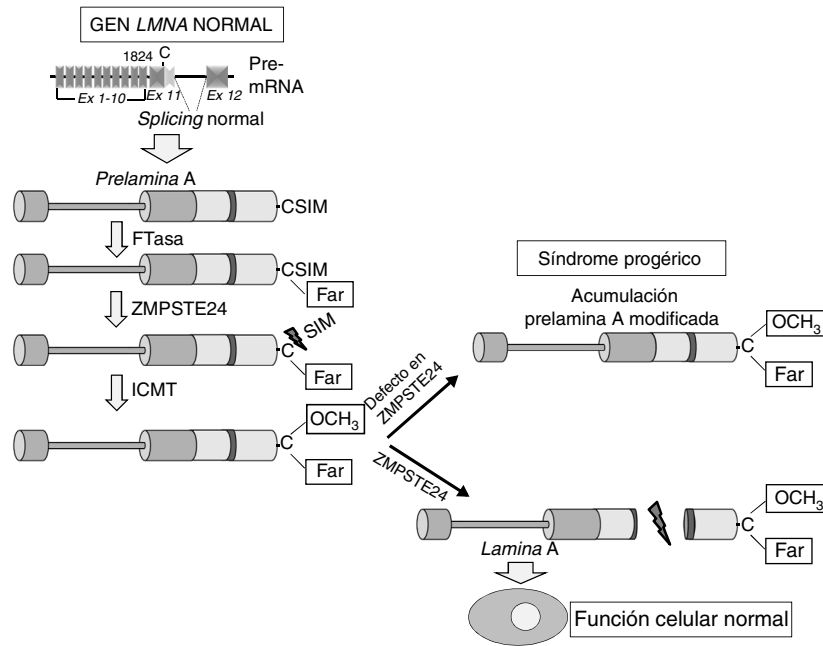 GEN LMNA NORMAL
1824
C
Pre-
mRNA
Ex 1-10
Ex 11
Ex 12
Splicing normal
Prelamina A
CSIM
FTasa
CSIM
Far
ZMPSTE24
SIM
C
Far
ICMT
OCH₃
C
Far
Defecto en
ZMPSTE24
ZMPSTE24
Síndrome progérico
Acumulación
prelamina A modificada
OCH₃
C
Far
OCH₃
C
Far
Lamina A
Función celular normal